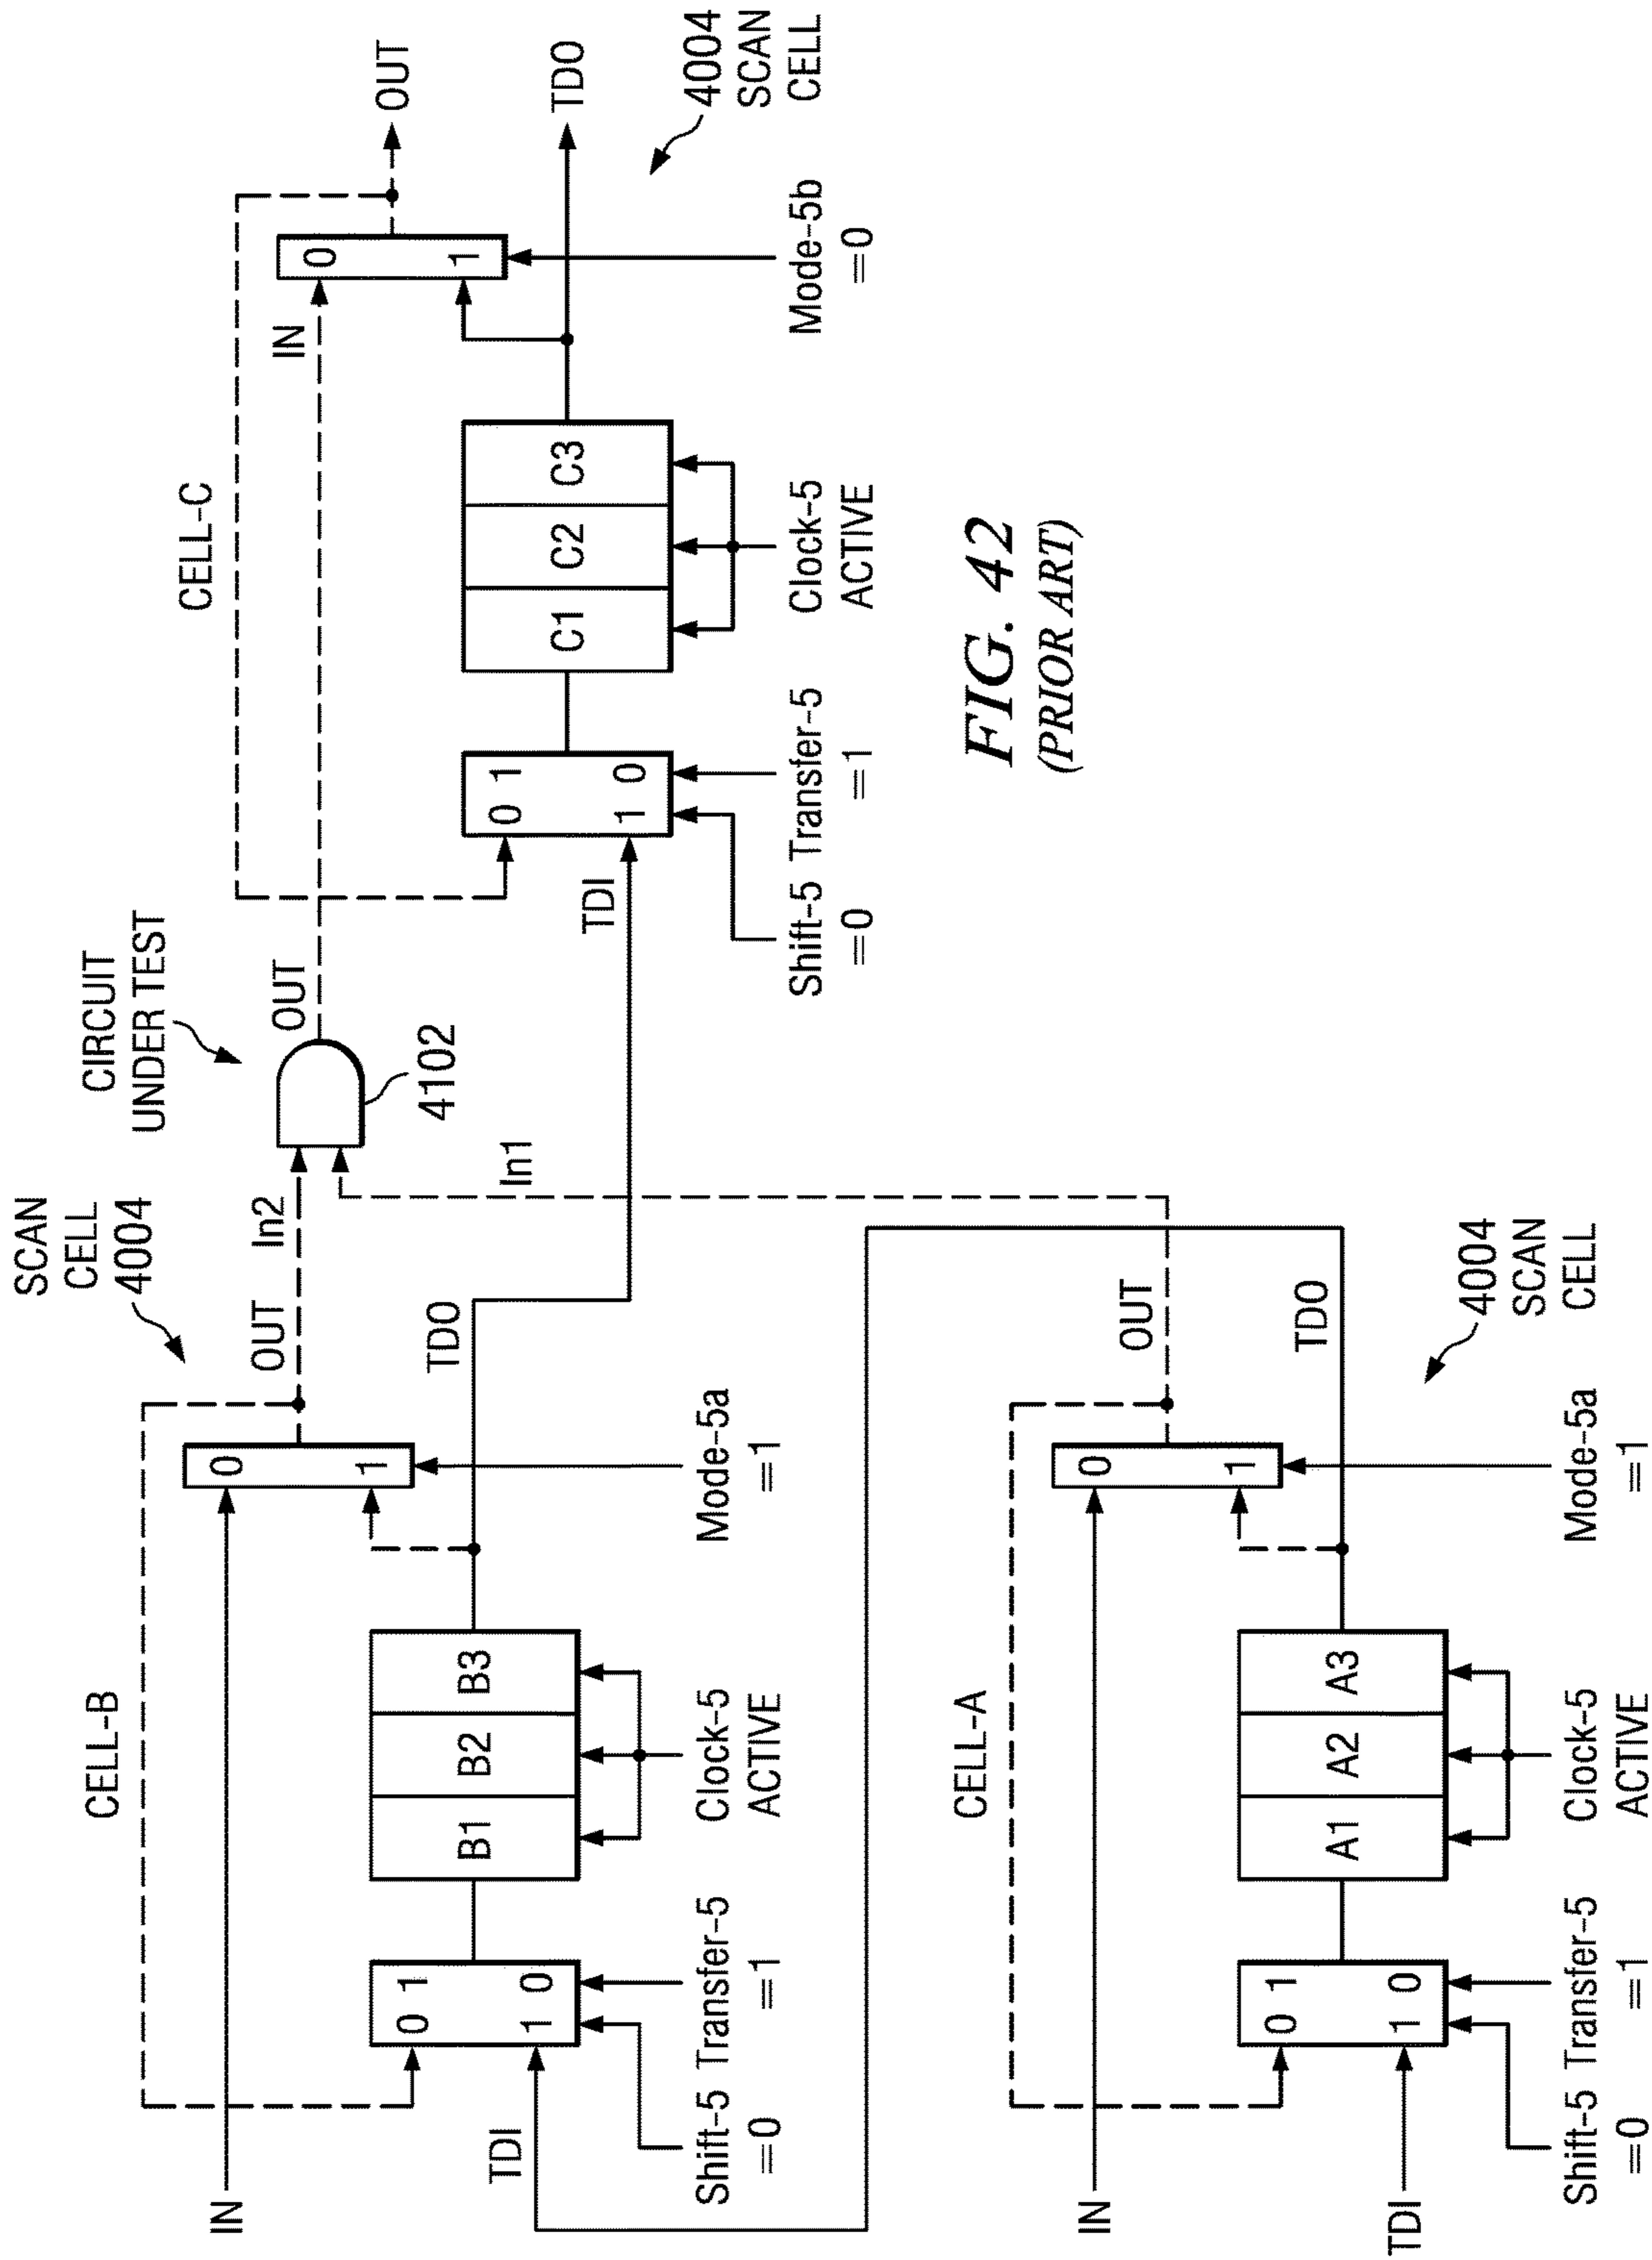 SCAN
CELL
4004
CELL-B
IN
0
1
OUT
In2
CIRCUIT
UNDER TEST
4102
OUT
CELL-C
IN
0
1
OUT
TDI
0 1
1 0
B1
B2
B3
TDO
In1
TDI
0 1
1 0
C1
C2
C3
TDO
Shift-5
=0
Transfer-5
=1
Clock-5
ACTIVE
Mode-5a
=1
Shift-5
=0
Transfer-5
=1
Clock-5
ACTIVE
Mode-5b
=0
4004
SCAN
CELL
CELL-A
IN
0
1
OUT
TDI
0 1
1 0
A1
A2
A3
TDO
Shift-5
=0
Transfer-5
=1
Clock-5
ACTIVE
Mode-5a
=1
4004
SCAN
CELL
FIG. 42
(PRIOR ART)